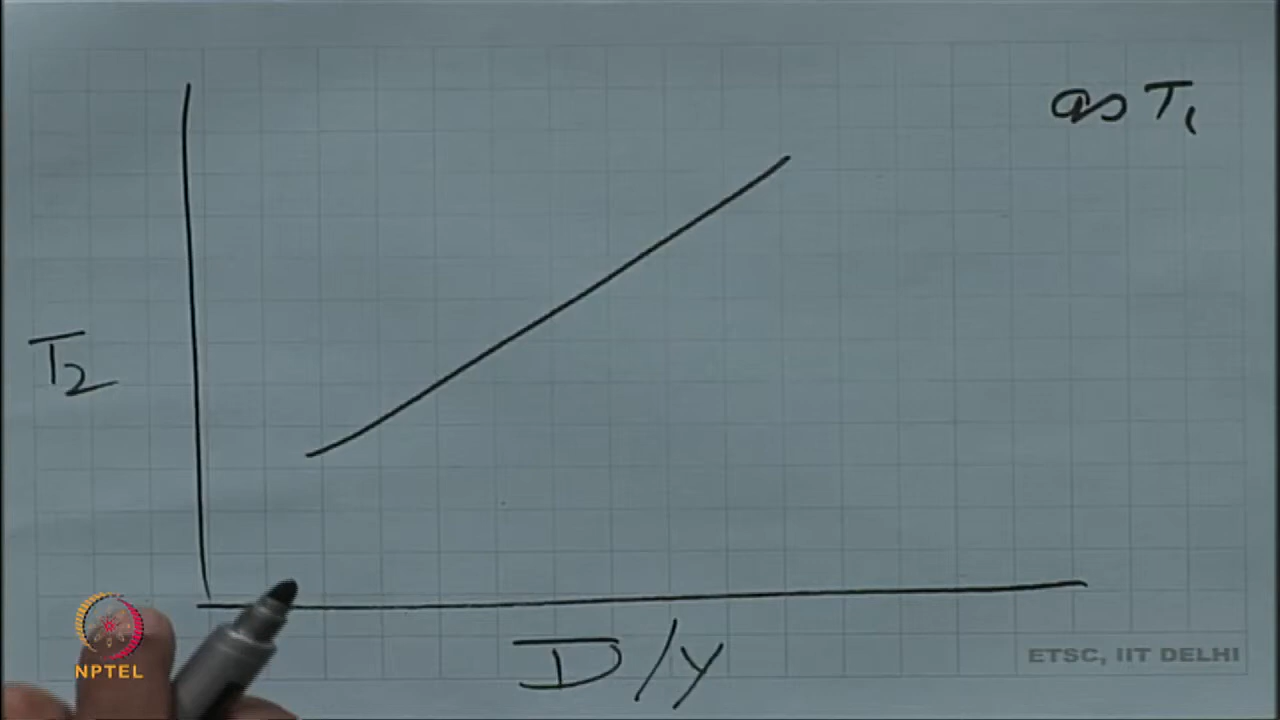 as T1
T2
D/y
NPTEL
ETSC, IIT DELHI